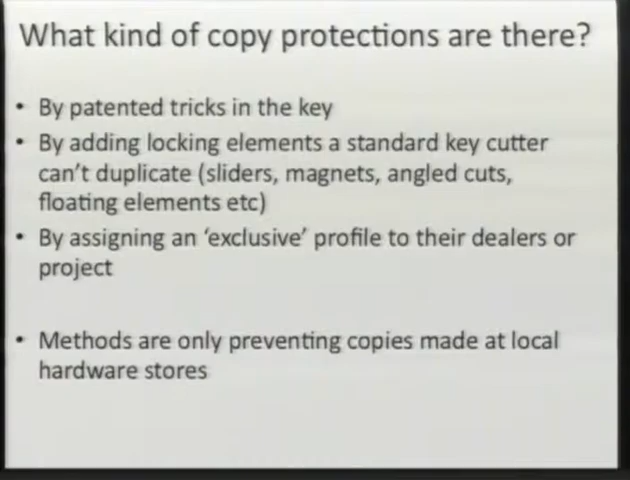 What kind of copy protections are there?
• By patented tricks in the key
• By adding locking elements a standard key cutter
can't duplicate (sliders, magnets, angled cuts,
floating elements etc)
• By assigning an 'exclusive' profile to their dealers or
project
• Methods are only preventing copies made at local
hardware stores